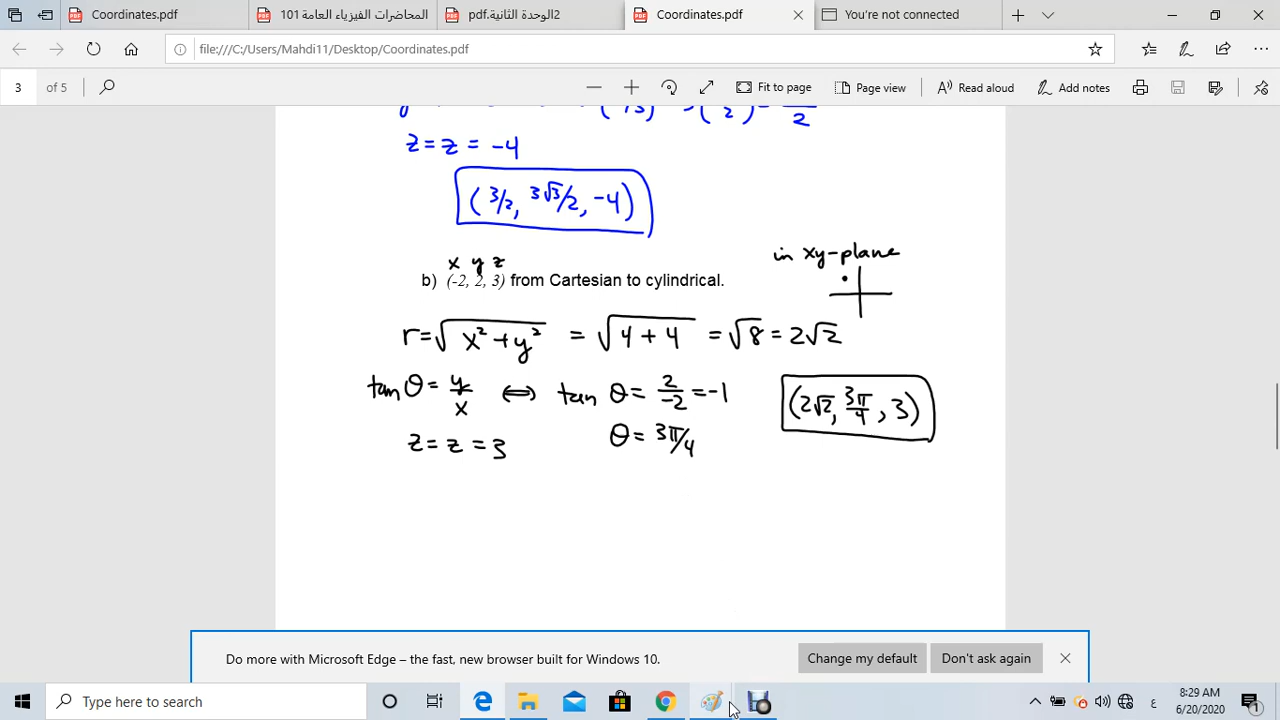 Coordinates.pdf
المحاضرات الفيزياء العامة 101
الوحدة الثانية.pdf2
Coordinates.pdf
You're not connected
file:///C:/Users/Mahdi11/Desktop/Coordinates.pdf
3 of 5
Fit to page
Page view
Read aloud
Add notes
z = z = -4
(3/2, 3√3/2, -4)
in xy-plane
x y z
b) (-2, 2, 3) from Cartesian to cylindrical.
r = √x² + y² = √4 + 4 = √8 = 2√2
tan θ = y/x ⟺ tan θ = 2/-2 = -1
(2√2, 3π/4, 3)
z = z = 3
θ = 3π/4
Do more with Microsoft Edge – the fast, new browser built for Windows 10.
Change my default
Don't ask again
Type here to search
ع
8:29 AM
6/20/2020
1